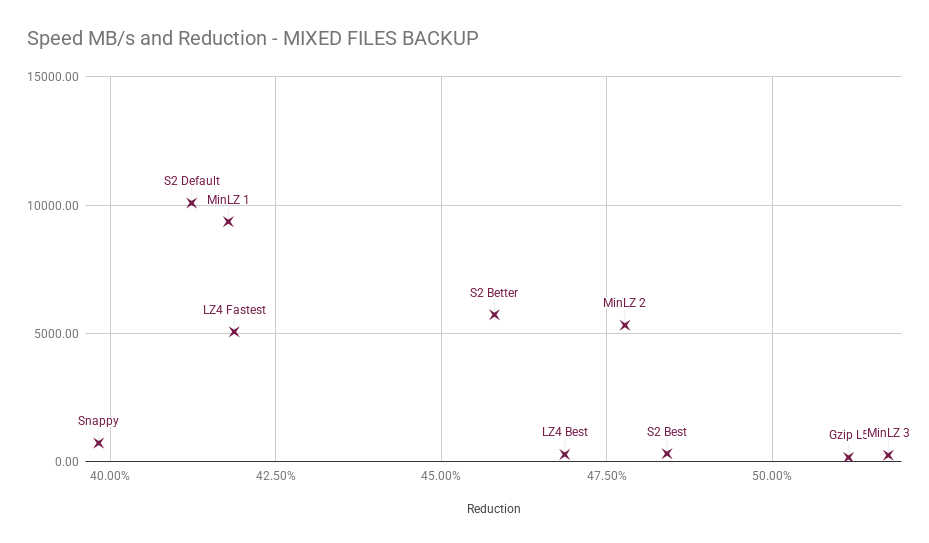 Speed MB/s and Reduction - MIXED FILES BACKUP
15000.00
S2 Default
MinLZ 1
10000.00
S2 Better
MinLZ 2
LZ4 Fastest
5000.00
Snappy
LZ4 Best
S2 Best
Gzip L5
MinLZ 3
0.00
40.00%
42.50%
45.00%
47.50%
50.00%
Reduction